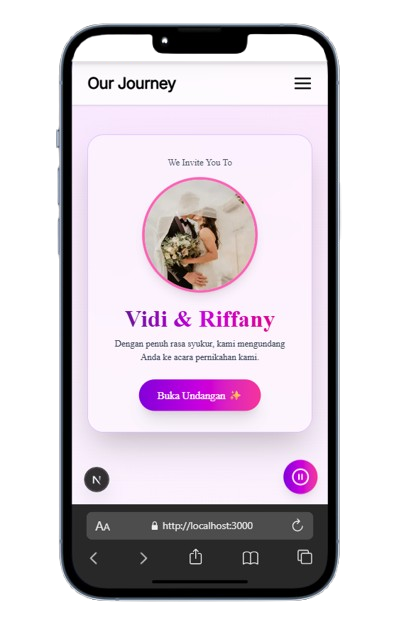 Our Journey
We Invite You To
Vidi & Riffany
Dengan penuh rasa syukur, kami mengundang
Anda ke acara pernikahan kami.
Buka Undangan ✨
N
AA http://localhost:3000